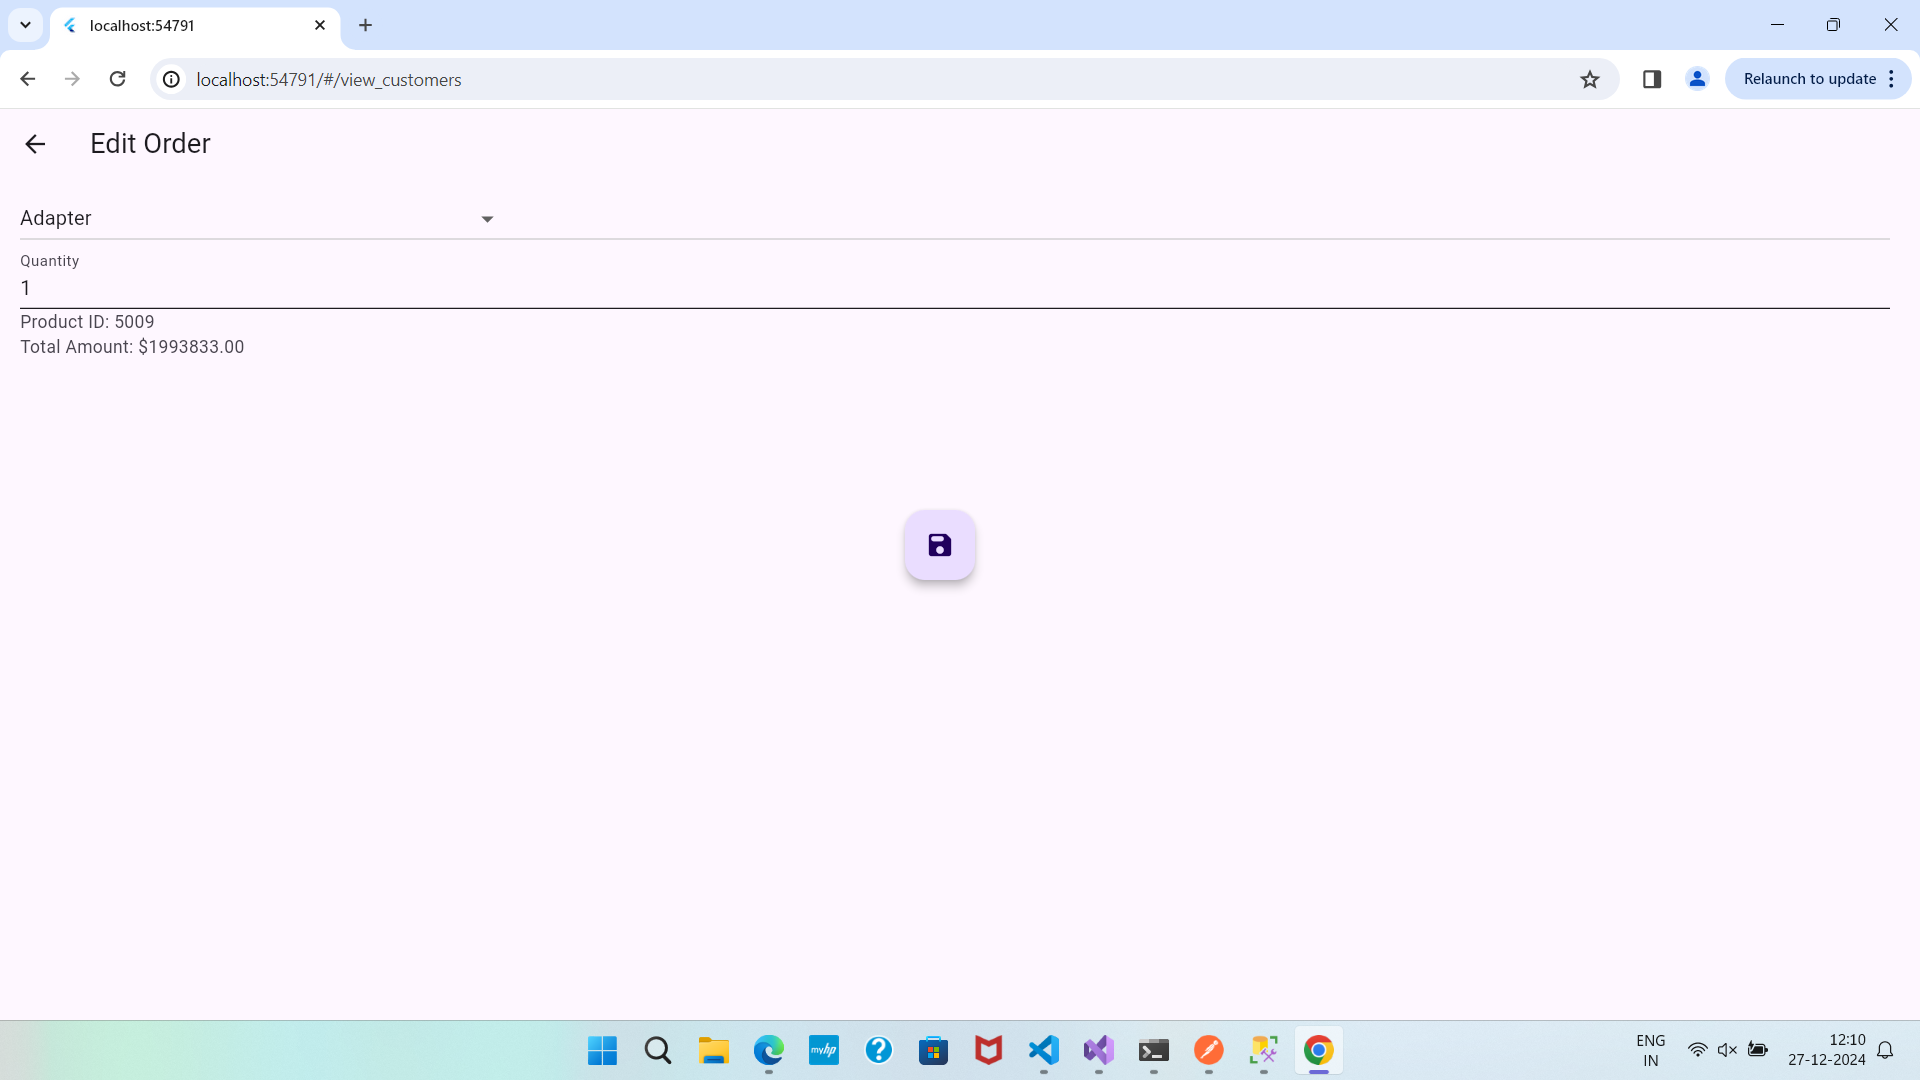 localhost:54791
localhost:54791/#/view_customers
Relaunch to update
Edit Order
Adapter
Quantity
1
Product ID: 5009
Total Amount: $1993833.00
myhp
?
ENG
IN
12:10
27-12-2024